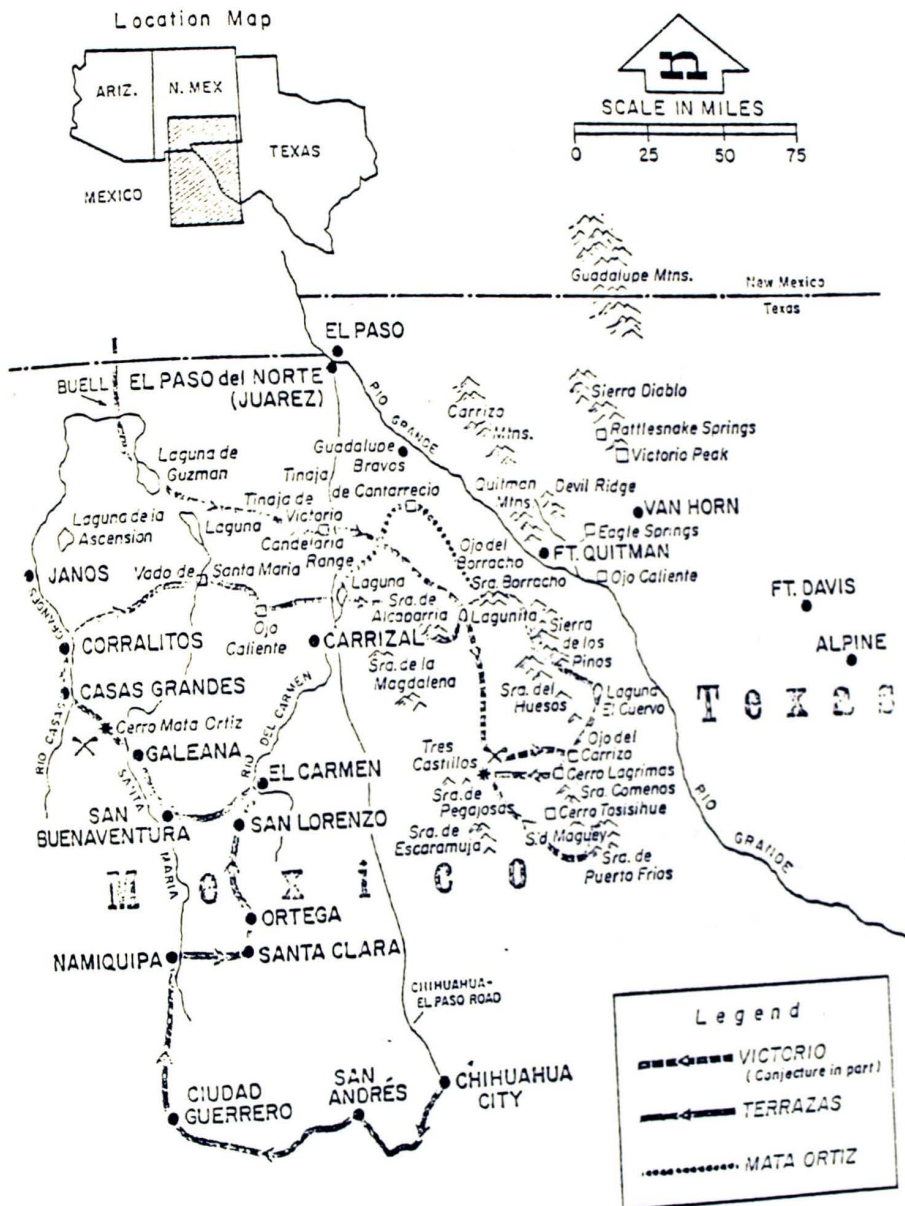 Location Map
ARIZ.
N. MEX
TEXAS
MEXICO
n
SCALE IN MILES
0 25 50 75
Guadalupe Mtns.
New Mexico
Texas
EL PASO
EL PASO del NORTE
(JUAREZ)
BUELL
RIO GRANDE
Carrizo
Mtns.
Sierra Diablo
Rattlesnake Springs
Victorio Peak
Guadalupe
Bravos
Laguna de
Guzman
Tinaja
de Cantarrecio
Tinaja de
Victorio
Candelaria
Range
Quitman
Mtns.
Devil Ridge
VAN HORN
Eagle Springs
FT. QUITMAN
Ojo Caliente
Laguna de la
Ascension
Laguna
JANOS
Vado de Santa Maria
Ojo del
Borracho
Sra. Borracho
Laguna
Sra. de
Alcaparria
Lagunita
FT. DAVIS
ALPINE
Texas
Ojo
Caliente
CARRIZAL
Sra. de la
Magdalena
Sierra
de los
Pinos
Sra. del
Huesos
Laguna
El Cuervo
CORRALITOS
CASAS GRANDES
RIO CASAS GRANDES
Cerro Mata Ortiz
GALEANA
RIO DEL CARMEN
EL CARMEN
Tres
Castillos
Ojo del
Carrizo
Cerro Lagrimas
Sra. de
Pegajosas
Sra. Comenos
Cerro Tosisihue
SAN
BUENAVENTURA
SANTA
MARIA
SAN LORENZO
Sra. de
Escaramuja
S.d. Maguey
Sra. de
Puerto Frios
RIO
GRANDE
Mexico
ORTEGA
NAMIQUIPA
SANTA CLARA
CHIHUAHUA-
EL PASO ROAD
CIUDAD
GUERRERO
SAN
ANDRÉS
CHIHUAHUA
CITY
Legend
VICTORIO
(Conjecture in part)
TERRAZAS
MATA ORTIZ